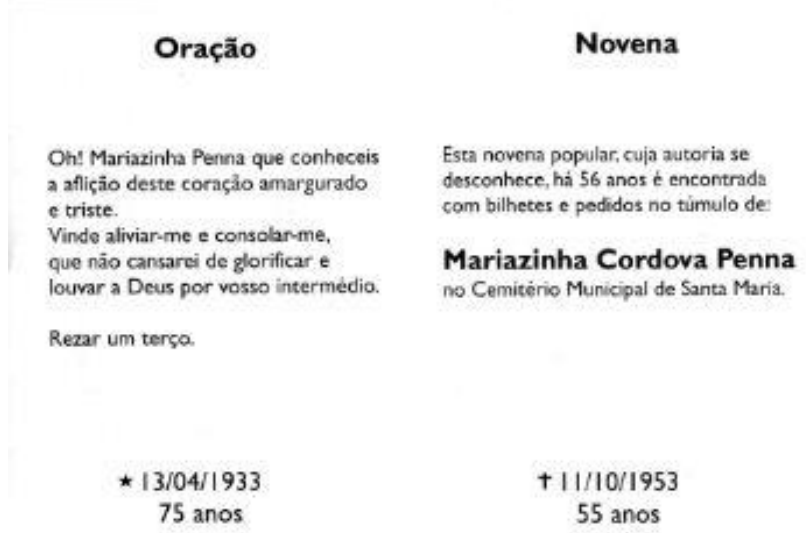 Oração
Oh! Mariazinha Penna que conheceis
a aflição deste coração amargurado
e triste.
Vinde aliviar-me e consolar-me,
que não cansarei de glorificar e
louvar a Deus por vosso intermédio.
Rezar um terço.
★ 13/04/1933
75 anos
Novena
Esta novena popular, cuja autoria se
desconhece, há 56 anos é encontrada
com bilhetes e pedidos no túmulo de:
Mariazinha Cordova Penna
no Cemitério Municipal de Santa Maria.
✝ 11/10/1953
55 anos